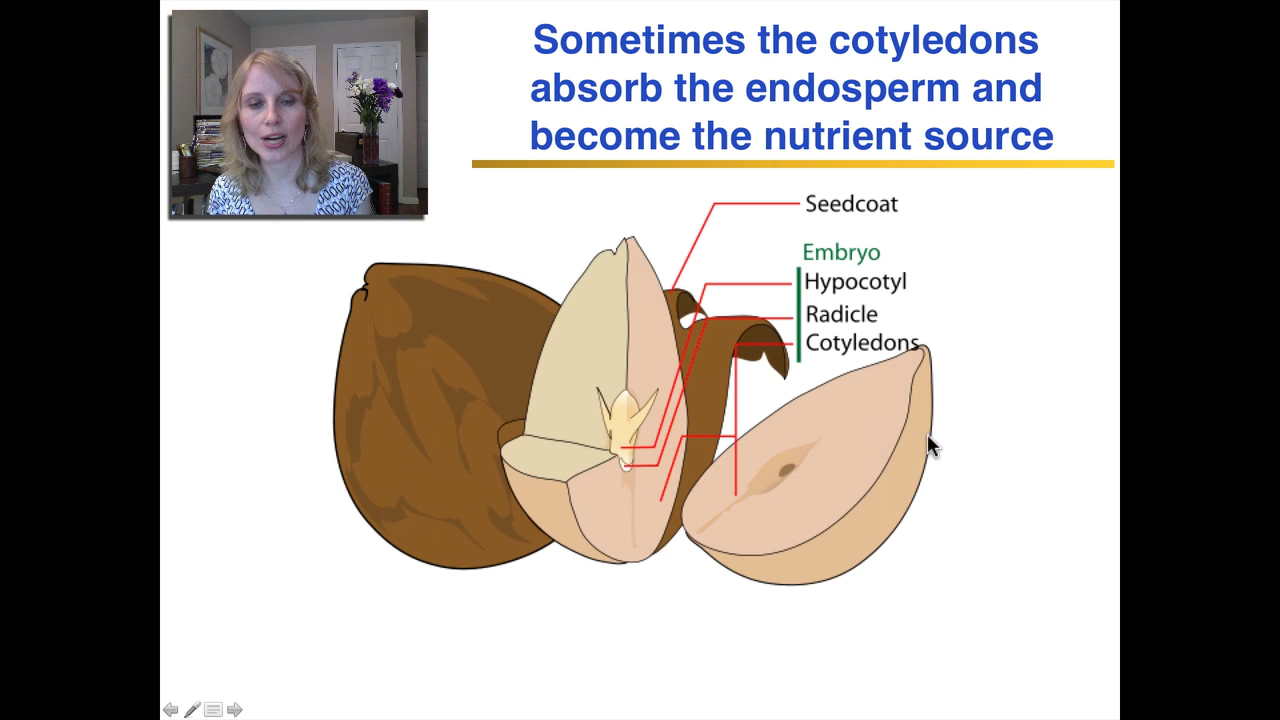 Sometimes the cotyledons
absorb the endosperm and
become the nutrient source
Seedcoat
Embryo
Hypocotyl
Radicle
Cotyledons